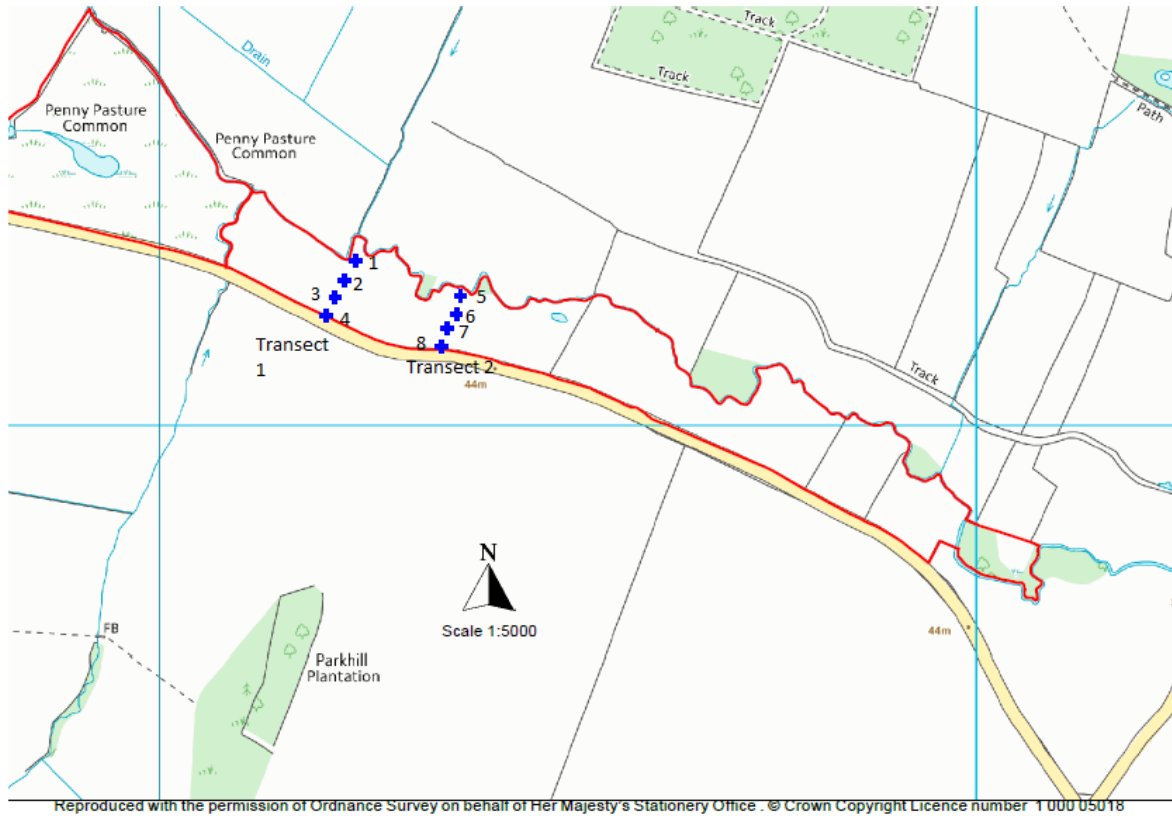 Track
Drain
Track
Penny Pasture
Common
Path
Penny Pasture
Common
1
2
3
4
5
6
7
8
Transect
1
Transect 2
44m
Track
N
Scale 1:5000
FB
44m
Parkhill
Plantation
Reproduced with the permission of Ordnance Survey on behalf of Her Majesty's Stationery Office . © Crown Copyright Licence number 1 000 05018